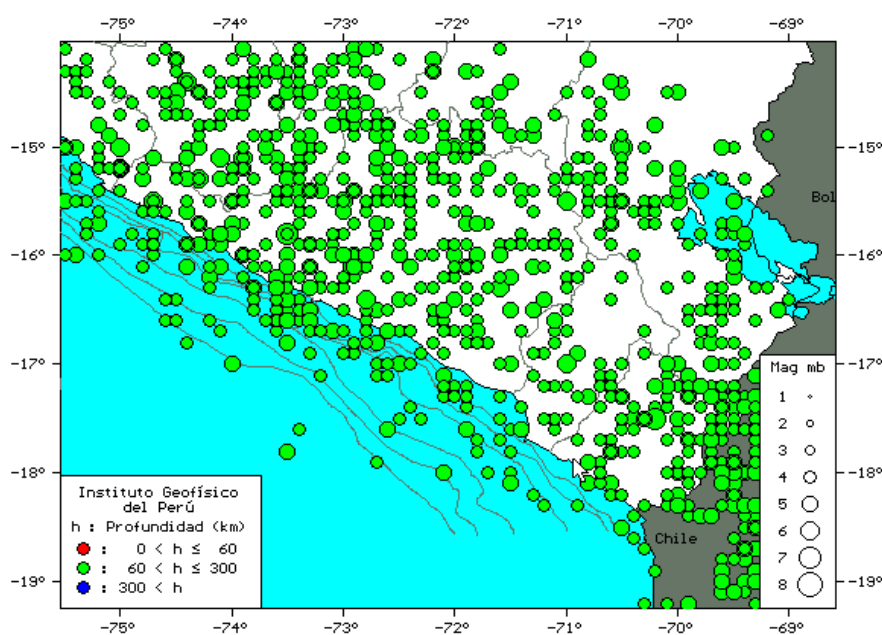 -75° -74° -73° -72° -71° -70° -69°
-15° -15°
Bol
-16° -16°
-17° -17°
Mag mb
1
2
3
4
5
6
7
8
-18° -18°
Instituto Geofísico
del Perú
h : Profundidad (km)
: 0 < h ≤ 60
: 60 < h ≤ 300
: 300 < h
Chile
-19° -19°
-75° -74° -73° -72° -71° -70° -69°